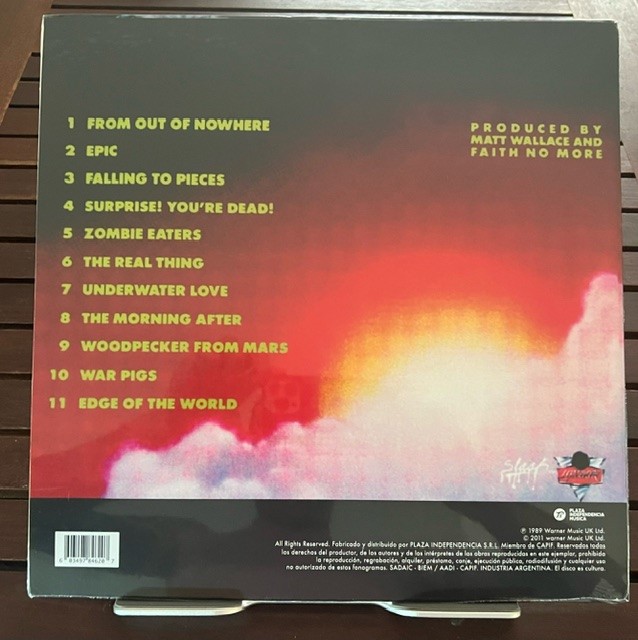 1 FROM OUT OF NOWHERE
2 EPIC
3 FALLING TO PIECES
4 SURPRISE! YOU'RE DEAD!
5 ZOMBIE EATERS
6 THE REAL THING
7 UNDERWATER LOVE
8 THE MORNING AFTER
9 WOODPECKER FROM MARS
10 WAR PIGS
11 EDGE OF THE WORLD
PRODUCED BY
MATT WALLACE AND
FAITH NO MORE
Slash
PLAZA
INDEPENDENCIA
MUSICA
℗ 1989 Warner Music UK Ltd.
© 2011 Warner Music UK Ltd.
All Rights Reserved. Fabricado y distribuido por PLAZA INDEPENDENCIA S.R.L. Miembro de CAPIF. Reservados todos
los derechos del productor, de los autores y de los intérpretes de las obras reproducidas en este ejemplar, prohibida
la reproducción, regrabación, alquiler, préstamo, canje, ejecución pública, radiodifusión y cualquier uso
no autorizado de estos fonogramas. SADAIC - BIEM / AADI - CAPIF. INDUSTRIA ARGENTINA. El disco es cultura.